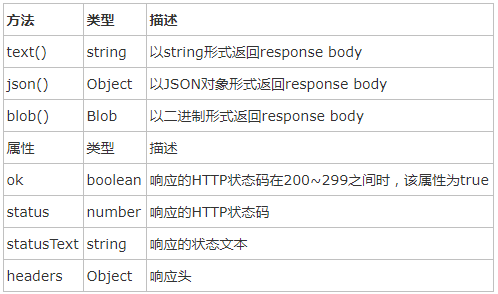 方法 类型 描述
text() string 以string形式返回response body
json() Object 以JSON对象形式返回response body
blob() Blob 以二进制形式返回response body
属性 类型 描述
ok boolean 响应的HTTP状态码在200~299之间时，该属性为true
status number 响应的HTTP状态码
statusText string 响应的状态文本
headers Object 响应头